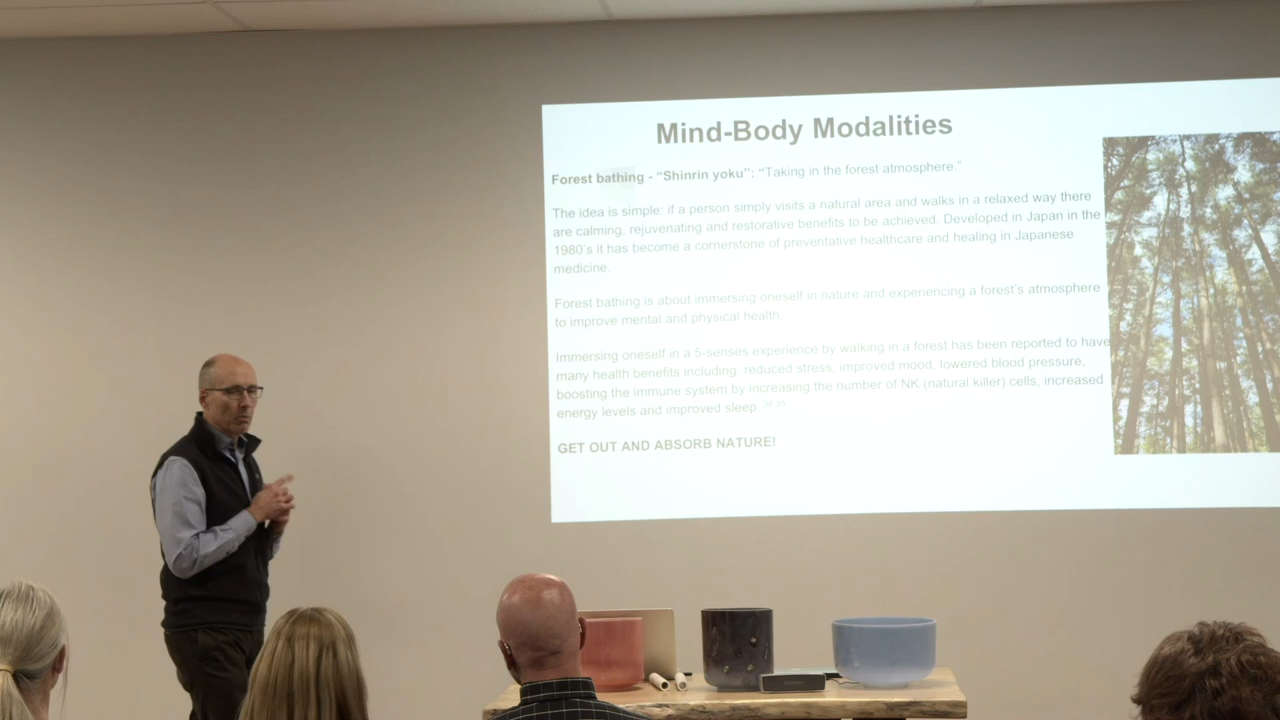 Mind-Body Modalities
Forest bathing - “Shinrin yoku”: “Taking in the forest atmosphere.”
The idea is simple: if a person simply visits a natural area and walks in a relaxed way there
are calming, rejuvenating and restorative benefits to be achieved. Developed in Japan in the
1980's it has become a cornerstone of preventative healthcare and healing in Japanese
medicine.
Forest bathing is about immersing oneself in nature and experiencing a forest's atmosphere
to improve mental and physical health.
Immersing oneself in a 5-senses experience by walking in a forest has been reported to have
many health benefits including: reduced stress, improved mood, lowered blood pressure,
boosting the immune system by increasing the number of NK (natural killer) cells, increased
energy levels and improved sleep.
GET OUT AND ABSORB NATURE!